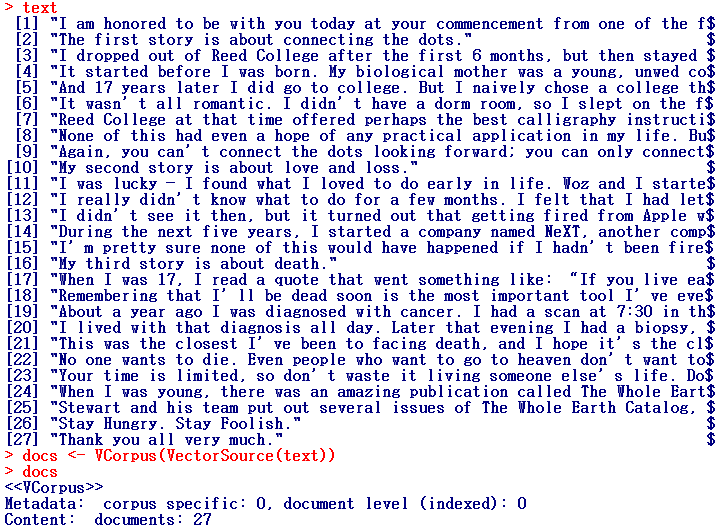 > text
[1] "I am honored to be with you today at your commencement from one of the f$
[2] "The first story is about connecting the dots." $
[3] "I dropped out of Reed College after the first 6 months, but then stayed $
[4] "It started before I was born. My biological mother was a young, unwed co$
[5] "And 17 years later I did go to college. But I naively chose a college th$
[6] "It wasn’t all romantic. I didn’t have a dorm room, so I slept on the f$
[7] "Reed College at that time offered perhaps the best calligraphy instructi$
[8] "None of this had even a hope of any practical application in my life. Bu$
[9] "Again, you can’t connect the dots looking forward; you can only connect$
[10] "My second story is about love and loss." $
[11] "I was lucky – I found what I loved to do early in life. Woz and I starte$
[12] "I really didn’t know what to do for a few months. I felt that I had let$
[13] "I didn’t see it then, but it turned out that getting fired from Apple w$
[14] "During the next five years, I started a company named NeXT, another comp$
[15] "I’m pretty sure none of this would have happened if I hadn’t been fire$
[16] "My third story is about death." $
[17] "When I was 17, I read a quote that went something like: “If you live ea$
[18] "Remembering that I’ll be dead soon is the most important tool I’ve eve$
[19] "About a year ago I was diagnosed with cancer. I had a scan at 7:30 in th$
[20] "I lived with that diagnosis all day. Later that evening I had a biopsy, $
[21] "This was the closest I’ve been to facing death, and I hope it’s the cl$
[22] "No one wants to die. Even people who want to go to heaven don’t want to$
[23] "Your time is limited, so don’t waste it living someone else’s life. Do$
[24] "When I was young, there was an amazing publication called The Whole Eart$
[25] "Stewart and his team put out several issues of The Whole Earth Catalog, $
[26] "Stay Hungry. Stay Foolish." $
[27] "Thank you all very much." $
> docs <- VCorpus(VectorSource(text))
> docs
<<VCorpus>>
Metadata: corpus specific: 0, document level (indexed): 0
Content: documents: 27